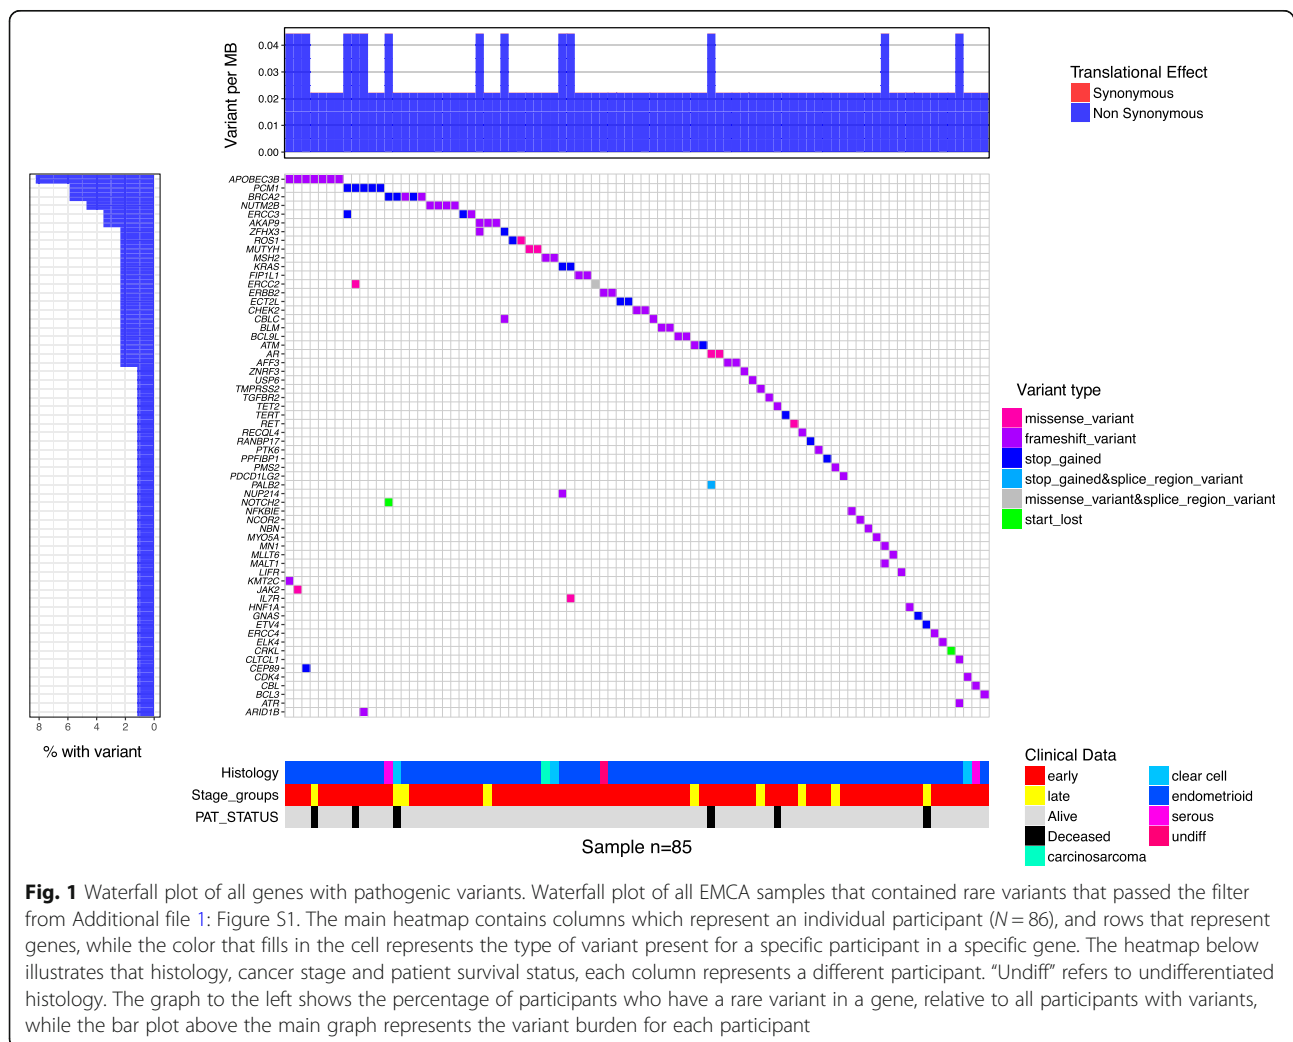 Variant per MB
0.04
0.03
0.02
0.01
0.00
Translational Effect
Synonymous
Non Synonymous
APOBEC3B
PCM1
BRCA2
NUTM2B
ERCC3
AKAP9
ZFHX3
ROS1
MUTYH
MSH2
KRAS
FIP1L1
ERCC2
ERBB2
ECT2L
CHEK2
CBLC
BLM
BCL9L
ATM
AR
AFF3
ZNRF3
USP6
TMPRSS2
TGFBR2
TET2
TERT
RET
RECQL4
RANBP17
PTK6
PPFIBP1
PMS2
PDCD1LG2
PALB2
NUP214
NOTCH2
NFKBIE
NCOR2
NBN
MYO5A
MN1
MLLT6
MALT1
LIFR
KMT2C
JAK2
IL7R
HNF1A
GNAS
ETV4
ERCC4
ELK4
CRKL
CLTCL1
CEP89
CDK4
CBL
BCL3
ATR
ARID1B
8 6 4 2 0
% with variant
Variant type
missense_variant
frameshift_variant
stop_gained
stop_gained&splice_region_variant
missense_variant&splice_region_variant
start_lost
Histology
Stage_groups
PAT_STATUS
Sample n=85
Clinical Data
early
late
Alive
Deceased
carcinosarcoma
clear cell
endometrioid
serous
undiff
Fig. 1 Waterfall plot of all genes with pathogenic variants. Waterfall plot of all EMCA samples that contained rare variants that passed the filter
from Additional file 1: Figure S1. The main heatmap contains columns which represent an individual participant (N = 86), and rows that represent
genes, while the color that fills in the cell represents the type of variant present for a specific participant in a specific gene. The heatmap below
illustrates that histology, cancer stage and patient survival status, each column represents a different participant. “Undiff” refers to undifferentiated
histology. The graph to the left shows the percentage of participants who have a rare variant in a gene, relative to all participants with variants,
while the bar plot above the main graph represents the variant burden for each participant